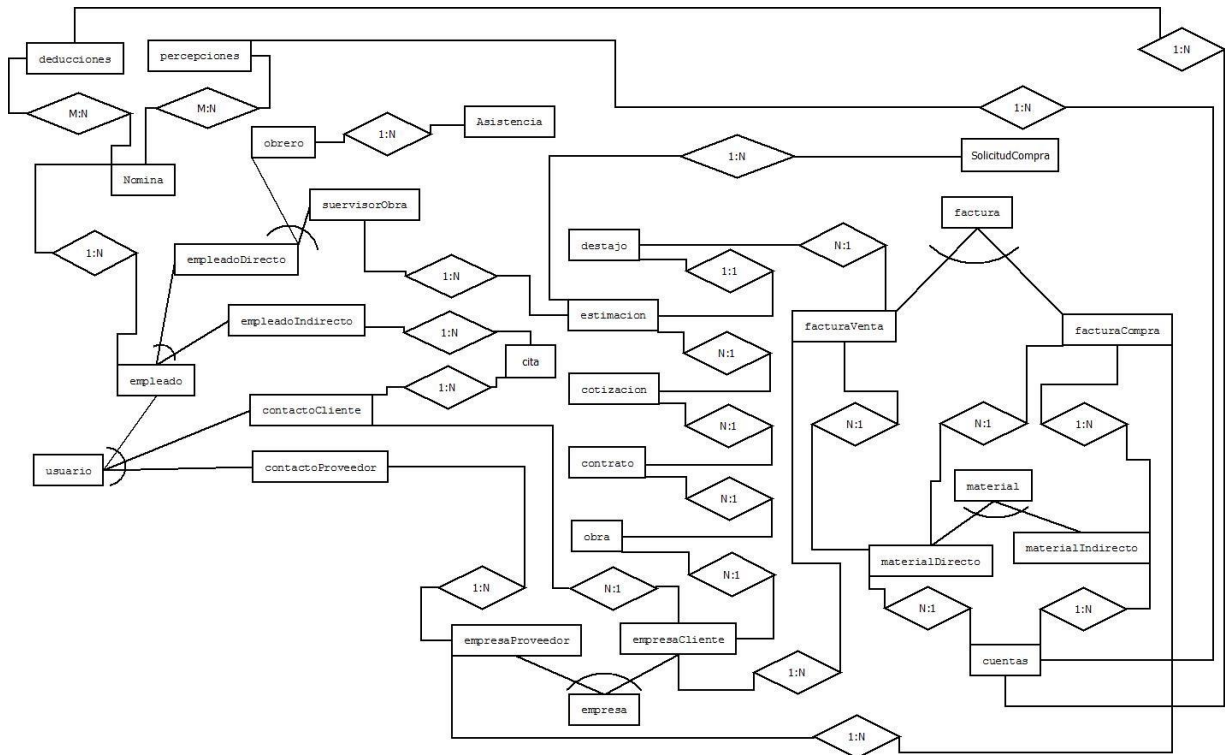 1:N
deducciones
percepciones
M:N
M:N
1:N
Asistencia
obrero
1:N
1:N
SolicitudCompra
Nomina
suervisorObra
factura
1:N
empleadoDirecto
destajo
N:1
1:N
1:1
empleadoIndirecto
estimacion
facturaVenta
facturaCompra
1:N
cita
N:1
empleado
1:N
cotizacion
contactoCliente
N:1
N:1
N:1
1:N
usuario
contactoProveedor
contrato
material
N:1
obra
materialDirecto
materialIndirecto
1:N
N:1
N:1
N:1
1:N
empresaProveedor
empresaCliente
cuentas
1:N
empresa
1:N